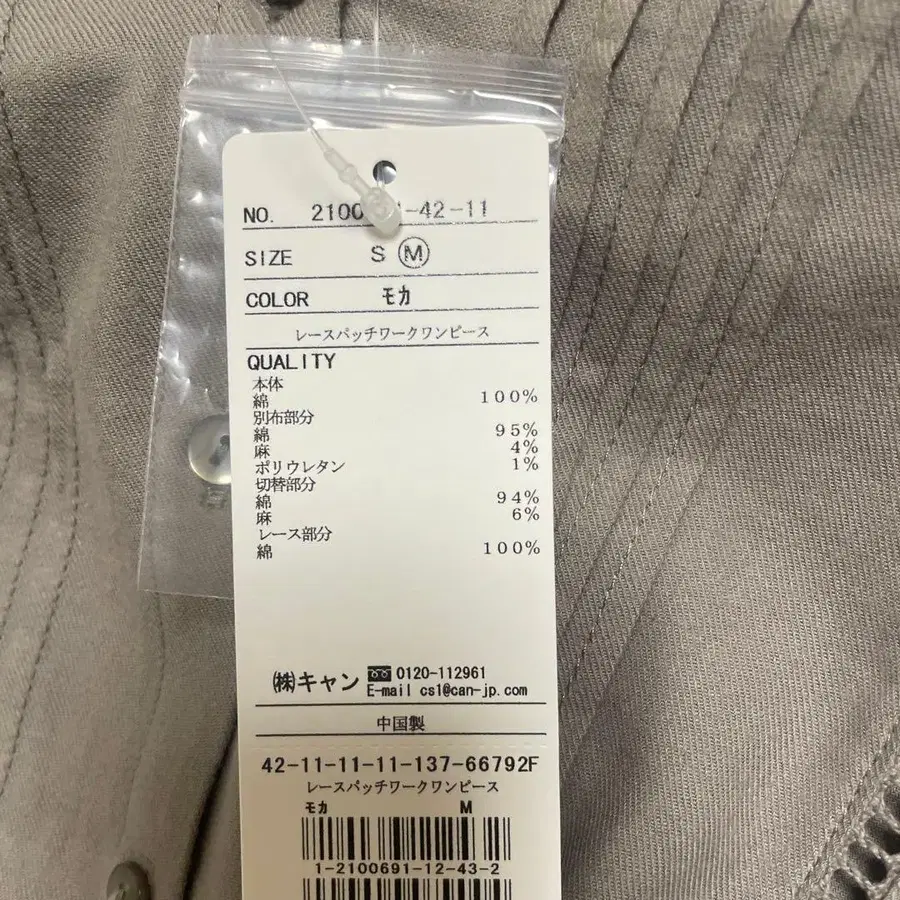 NO. 2100 1-42-11
SIZE S Ⓜ
COLOR モカ
レースパッチワークワンピース
QUALITY
本体
綿 100%
別布部分
綿 95%
麻 4%
ポリウレタン 1%
切替部分
綿 94%
麻 6%
レース部分
綿 100%
㈱キャン 0120-112961
E-mail cs1@can-jp.com
中国製
42-11-11-11-137-66792F
レースパッチワークワンピース
モカ M
1-2100691-12-43-2